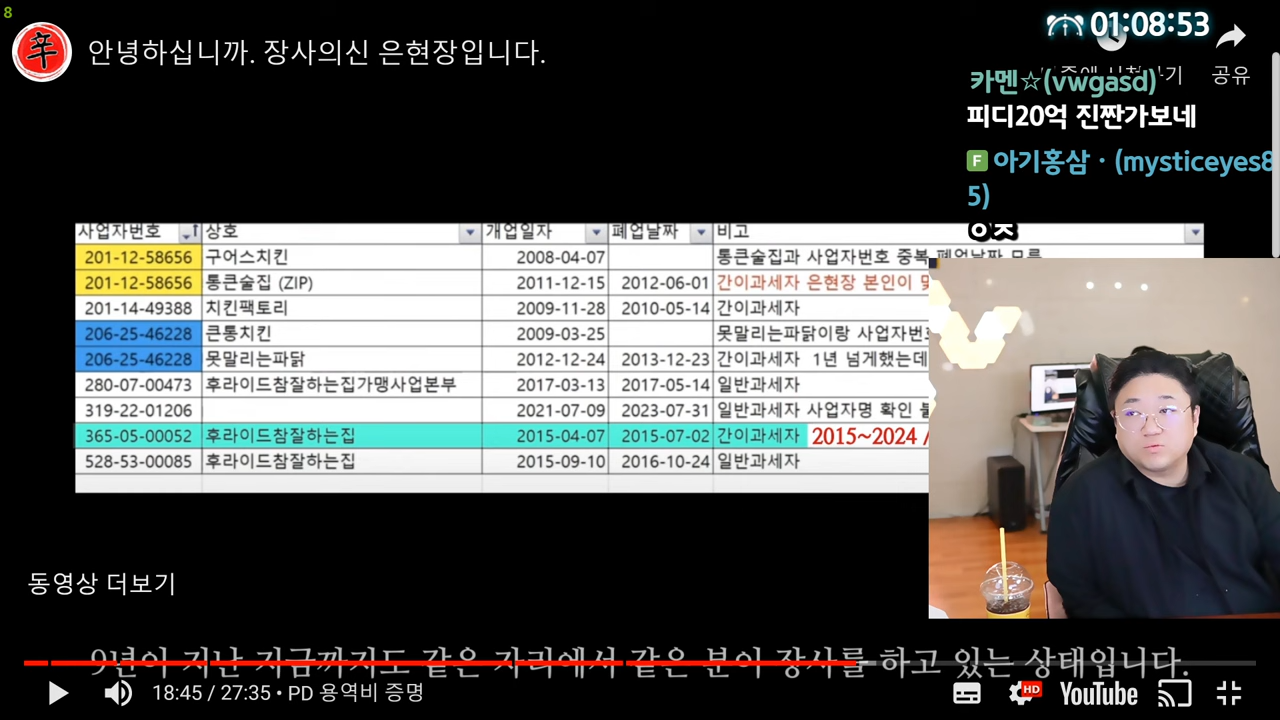 8
辛
안녕하십니까. 장사의신 은현장입니다.
01:08:53
공유
카멘☆(vwgasd)
피디20억 진짠가보네
F 아기홍삼 · (mysticeyes8
5)
ㅇㅈ
사업자번호 상호 개업일자 폐업날짜 비고
201-12-58656 구어스치킨 2008-04-07 통큰술집과 사업자번호 중복 폐업날짜 모름
201-12-58656 통큰술집 (ZIP) 2011-12-15 2012-06-01 간이과세자 은현장 본인이
201-14-49388 치킨팩토리 2009-11-28 2010-05-14 간이과세자
206-25-46228 큰통치킨 2009-03-25 못말리는파닭이랑 사업자번
206-25-46228 못말리는파닭 2012-12-24 2013-12-23 간이과세자 1년 넘게했는데
280-07-00473 후라이드참잘하는집가맹사업본부 2017-03-13 2017-05-14 일반과세자
319-22-01206 2021-07-09 2023-07-31 일반과세자 사업자명 확인
365-05-00052 후라이드참잘하는집 2015-04-07 2015-07-02 간이과세자 2015~2024 /
528-53-00085 후라이드참잘하는집 2015-09-10 2016-10-24 일반과세자
동영상 더보기
9년이 지난 지금까지도 같은 자리에서 같은 분이 장사를 하고 있는 상태입니다.
18:45 / 27:35 • PD 용역비 증명
HD
YouTube